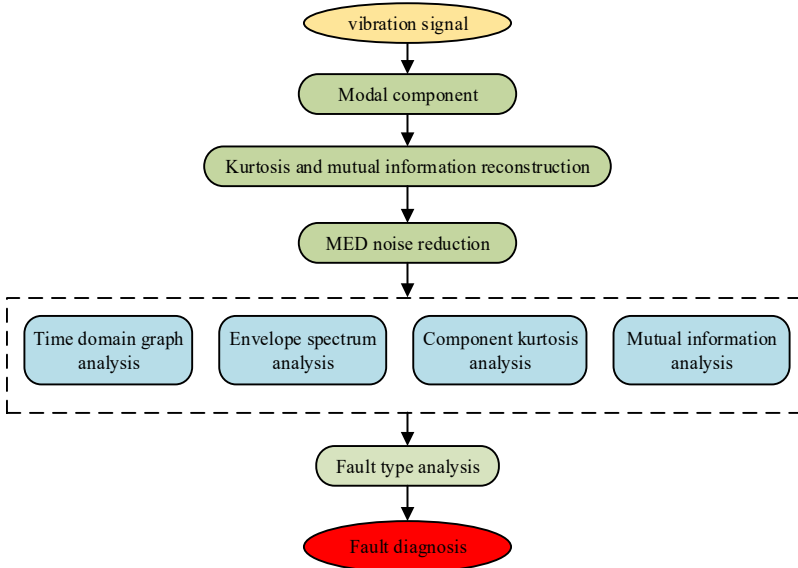 vibration signal
Modal component
Kurtosis and mutual information reconstruction
MED noise reduction
Time domain graph
analysis
Envelope spectrum
analysis
Component kurtosis
analysis
Mutual information
analysis
Fault type analysis
Fault diagnosis